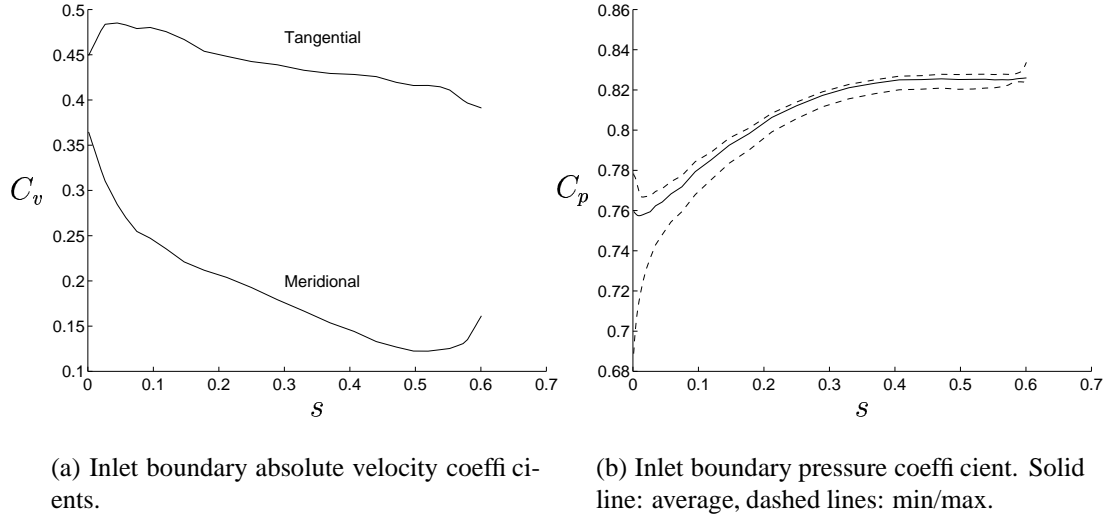 0.5
0.45
0.4
0.35
0.3
0.25
0.2
0.15
0.1
C_v
Tangential
Meridional
0 0.1 0.2 0.3 0.4 0.5 0.6 0.7
s
0.86
0.84
0.82
0.8
0.78
0.76
0.74
0.72
0.7
0.68
C_p
0 0.1 0.2 0.3 0.4 0.5 0.6 0.7
s
(a) Inlet boundary absolute velocity coeffi ci-
ents.
(b) Inlet boundary pressure coeffi cient. Solid
line: average, dashed lines: min/max.